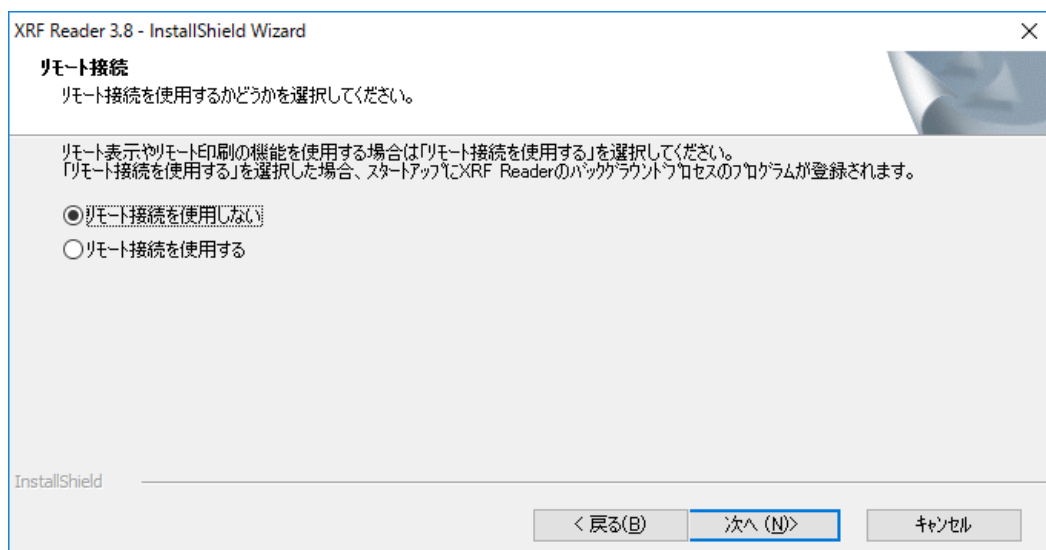 XRF Reader 3.8 - InstallShield Wizard
リモート接続
リモート接続を使用するかどうかを選択してください。
リモート表示やリモート印刷の機能を使用する場合は「リモート接続を使用する」を選択してください。
「リモート接続を使用する」を選択した場合、スタートアップにXRF Readerのバックグラウンドプロセスのプログラムが登録されます。
リモート接続を使用しない
リモート接続を使用する
InstallShield
< 戻る(B)
次へ (N)>
キャンセル